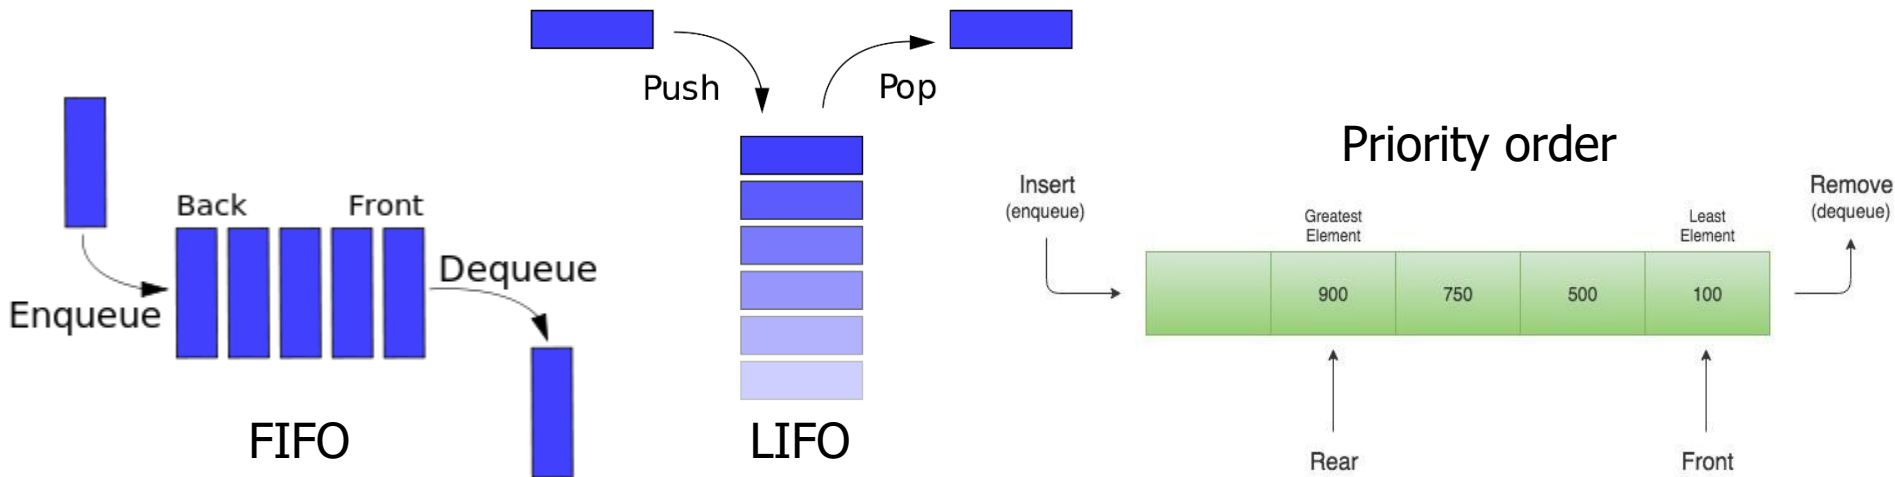 Back Front
Enqueue
Dequeue
FIFO
Push
Pop
LIFO
Priority order
Insert
(enqueue)
Greatest
Element
Least
Element
Remove
(dequeue)
900 750 500 100
Rear
Front